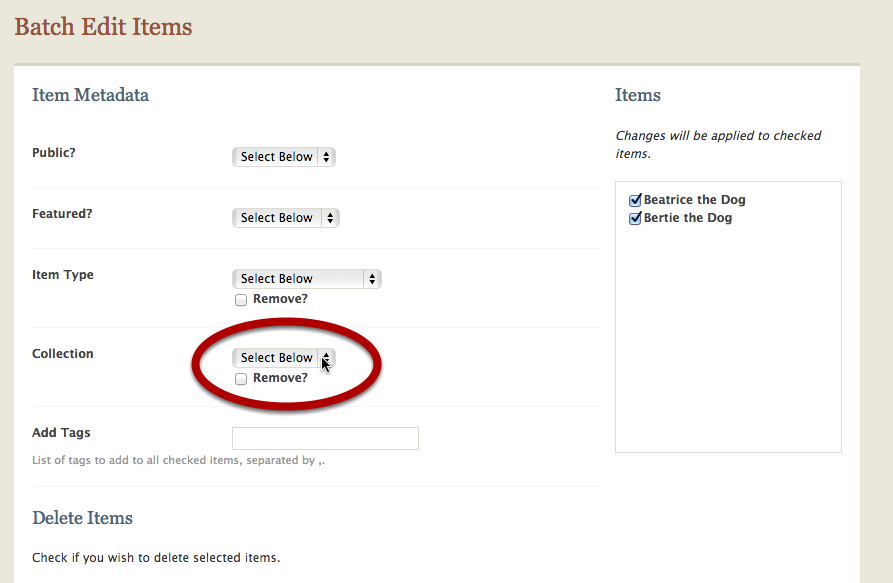 Batch Edit Items
Item Metadata
Public?
Select Below
Featured?
Select Below
Item Type
Select Below
Remove?
Collection
Select Below
Remove?
Add Tags
List of tags to add to all checked items, separated by ,.
Delete Items
Check if you wish to delete selected items.
Items
Changes will be applied to checked
items.
Beatrice the Dog
Bertie the Dog